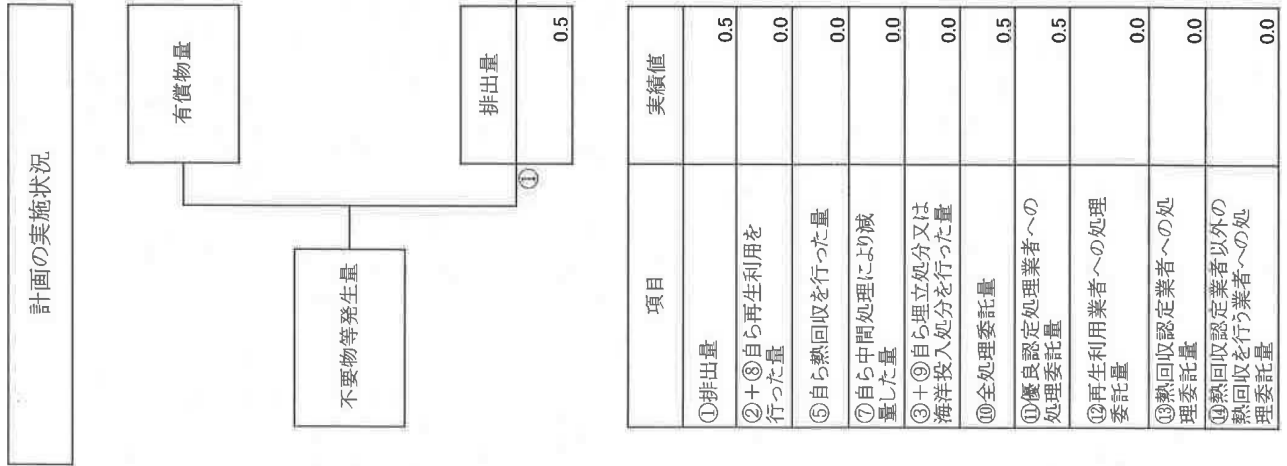 計画の実施状況
有償物量
不要物等発生量
排出量
①
0.5
項目
実績値
①排出量
0.5
②+⑧自ら再生利用を
行った量
0.0
⑤自ら熱回収を行った量
0.0
⑦自ら中間処理により減
量した量
0.0
③+⑨自ら埋立処分又は
海洋投入処分を行った量
0.0
⑩全処理委託量
0.5
⑪優良認定処理業者への
処理委託量
0.5
⑫再生利用業者への処理
委託量
0.0
⑬熱回収認定業者への処
理委託量
0.0
⑭熱回収認定業者以外の
熱回収を行う業者への処
理委託量
0.0